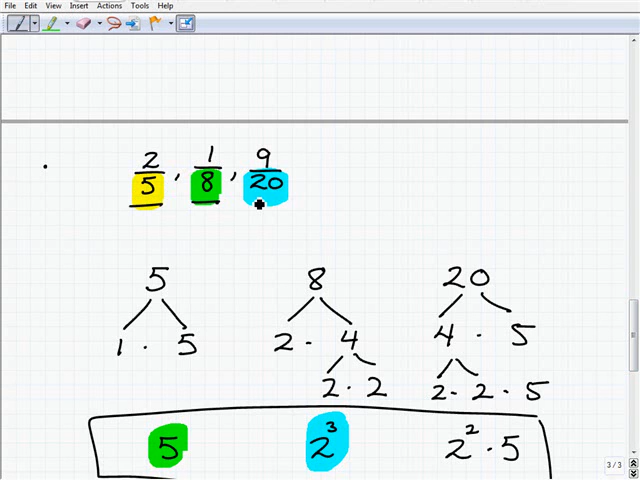 File Edit View Insert Actions Tools Help
2/5 , 1/8 , 9/20
5 8 20
1 · 5 2 · 4 4 · 5
2 · 2 2 · 2 · 5
5 2³ 2² · 5
3 / 3